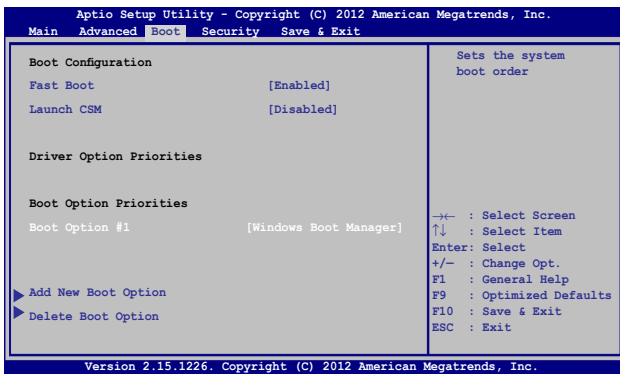 Aptio Setup Utility - Copyright (C) 2012 American Megatrends, Inc.
Main Advanced Boot Security Save & Exit
Boot Configuration
Fast Boot [Enabled]
Launch CSM [Disabled]
Driver Option Priorities
Boot Option Priorities
Boot Option #1 [Windows Boot Manager]
Add New Boot Option
Delete Boot Option
Sets the system
boot order
→← : Select Screen
↑↓ : Select Item
Enter: Select
+/— : Change Opt.
F1 : General Help
F9 : Optimized Defaults
F10 : Save & Exit
ESC : Exit
Version 2.15.1226. Copyright (C) 2012 American Megatrends, Inc.